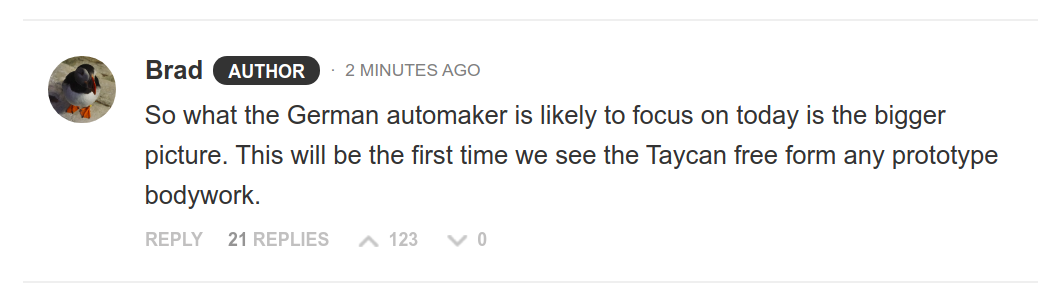 Brad AUTHOR · 2 MINUTES AGO
So what the German automaker is likely to focus on today is the bigger
picture. This will be the first time we see the Taycan free form any prototype
bodywork.
REPLY 21 REPLIES 123 0